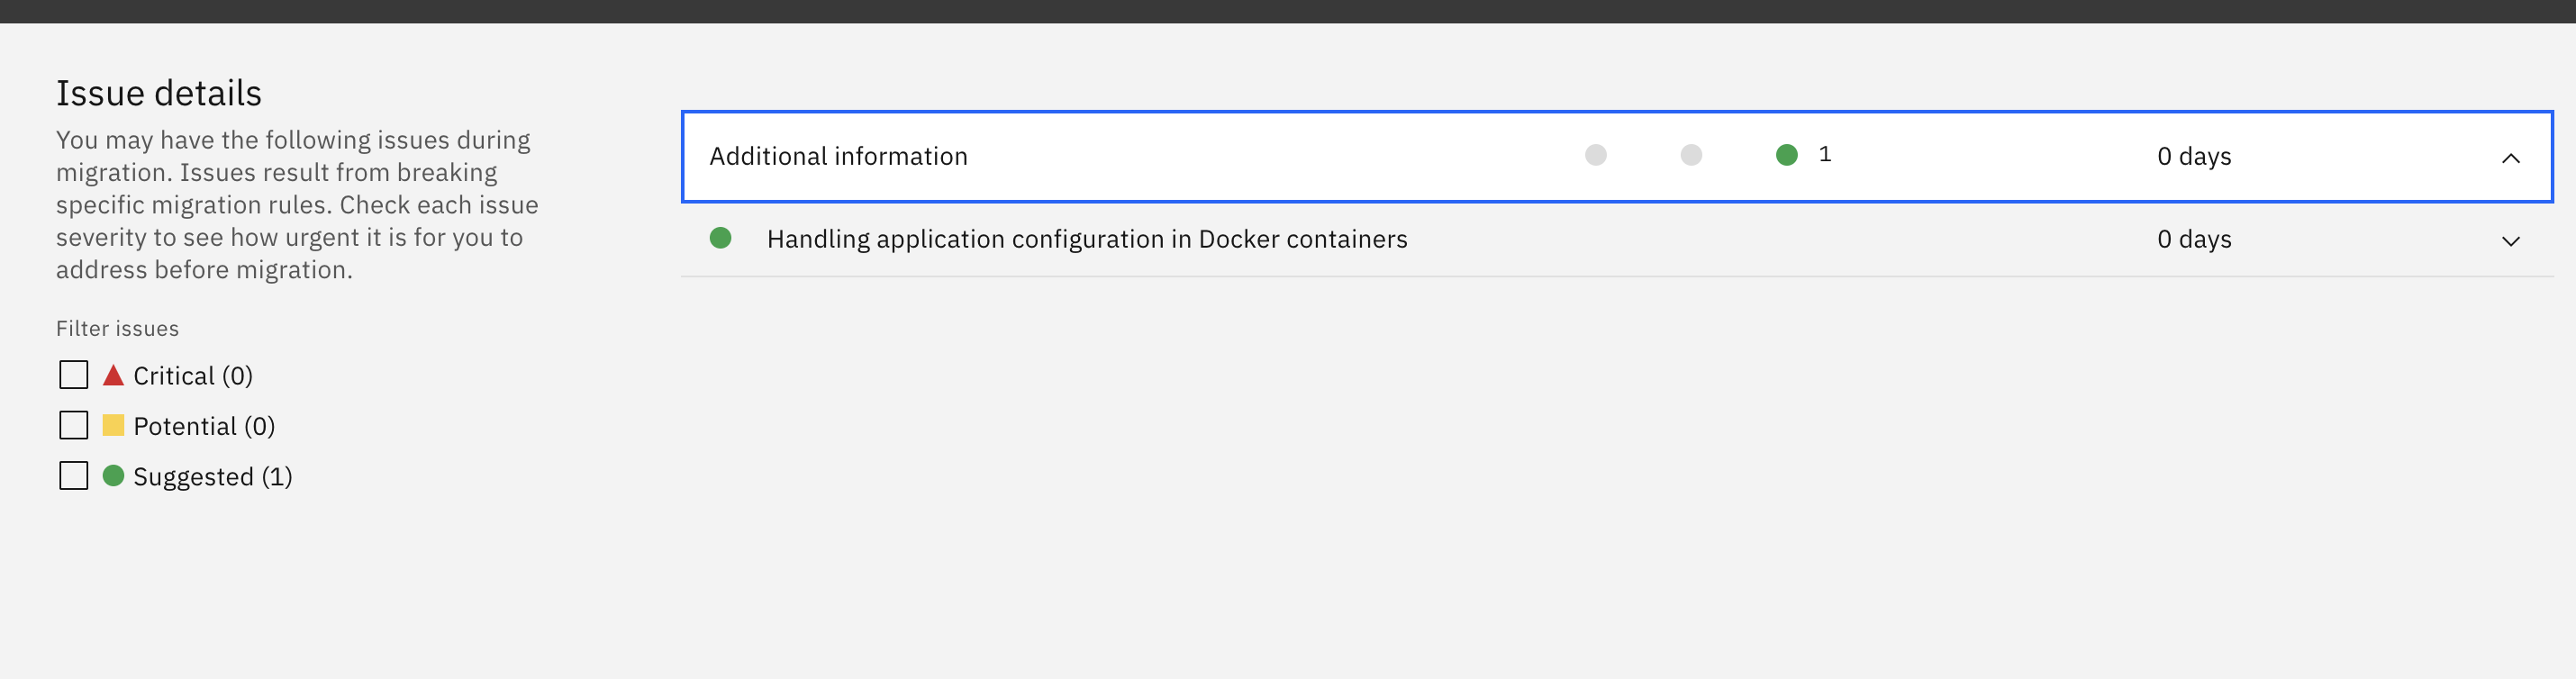 Issue details
You may have the following issues during
migration. Issues result from breaking
specific migration rules. Check each issue
severity to see how urgent it is for you to
address before migration.
Filter issues
Critical (0)
Potential (0)
Suggested (1)
Additional information 1 0 days
Handling application configuration in Docker containers 0 days